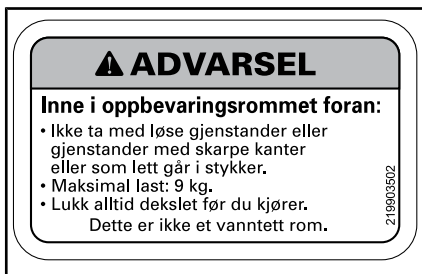 ADVARSEL
Inne i oppbevaringsrommet foran:
• Ikke ta med løse gjenstander eller
gjenstander med skarpe kanter
eller som lett går i stykker.
• Maksimal last: 9 kg.
• Lukk alltid dekslet før du kjører.
Dette er ikke et vanntett rom.
219903502